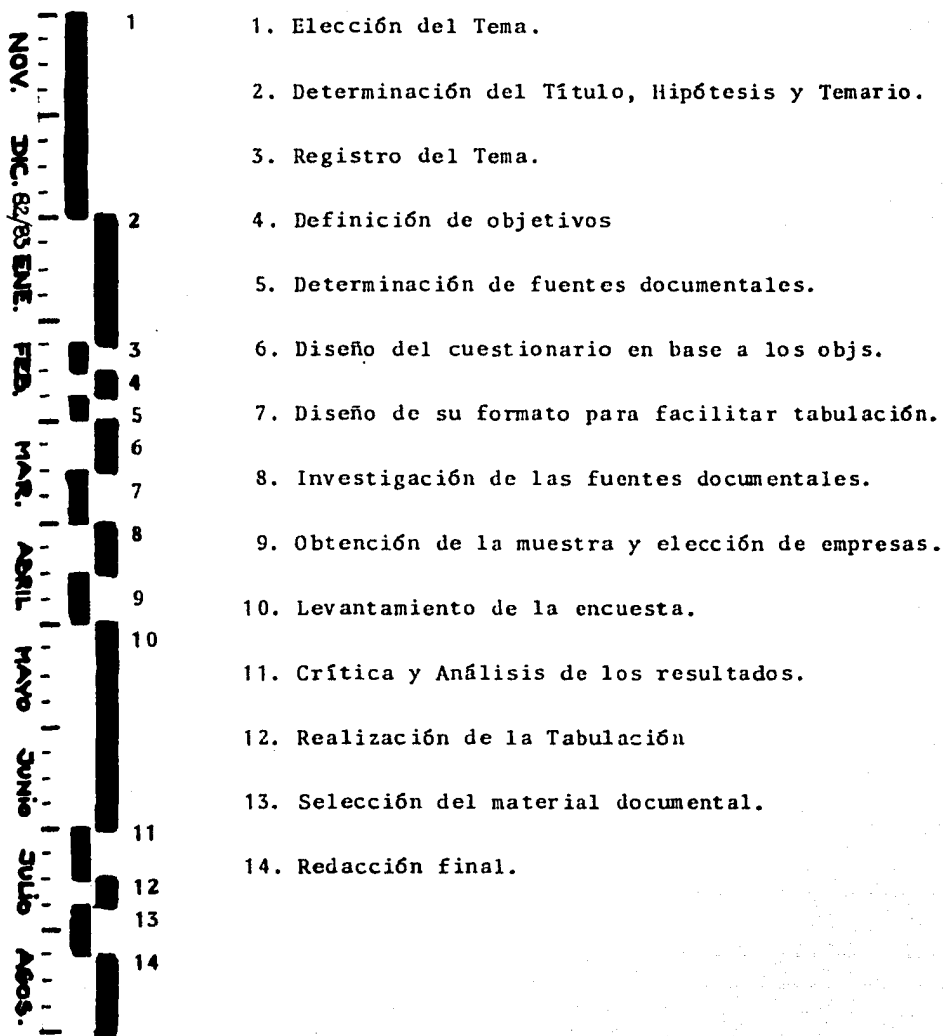 NOV. DIC. 82/83 ENE. FEB. MAR. ABRIL MAYO JUNIO JULIO AGOS.
1
2
3
4
5
6
7
8
9
10
11
12
13
14
1. Elección del Tema.
2. Determinación del Título, Hipótesis y Temario.
3. Registro del Tema.
4. Definición de objetivos
5. Determinación de fuentes documentales.
6. Diseño del cuestionario en base a los objs.
7. Diseño de su formato para facilitar tabulación.
8. Investigación de las fuentes documentales.
9. Obtención de la muestra y elección de empresas.
10. Levantamiento de la encuesta.
11. Crítica y Análisis de los resultados.
12. Realización de la Tabulación
13. Selección del material documental.
14. Redacción final.